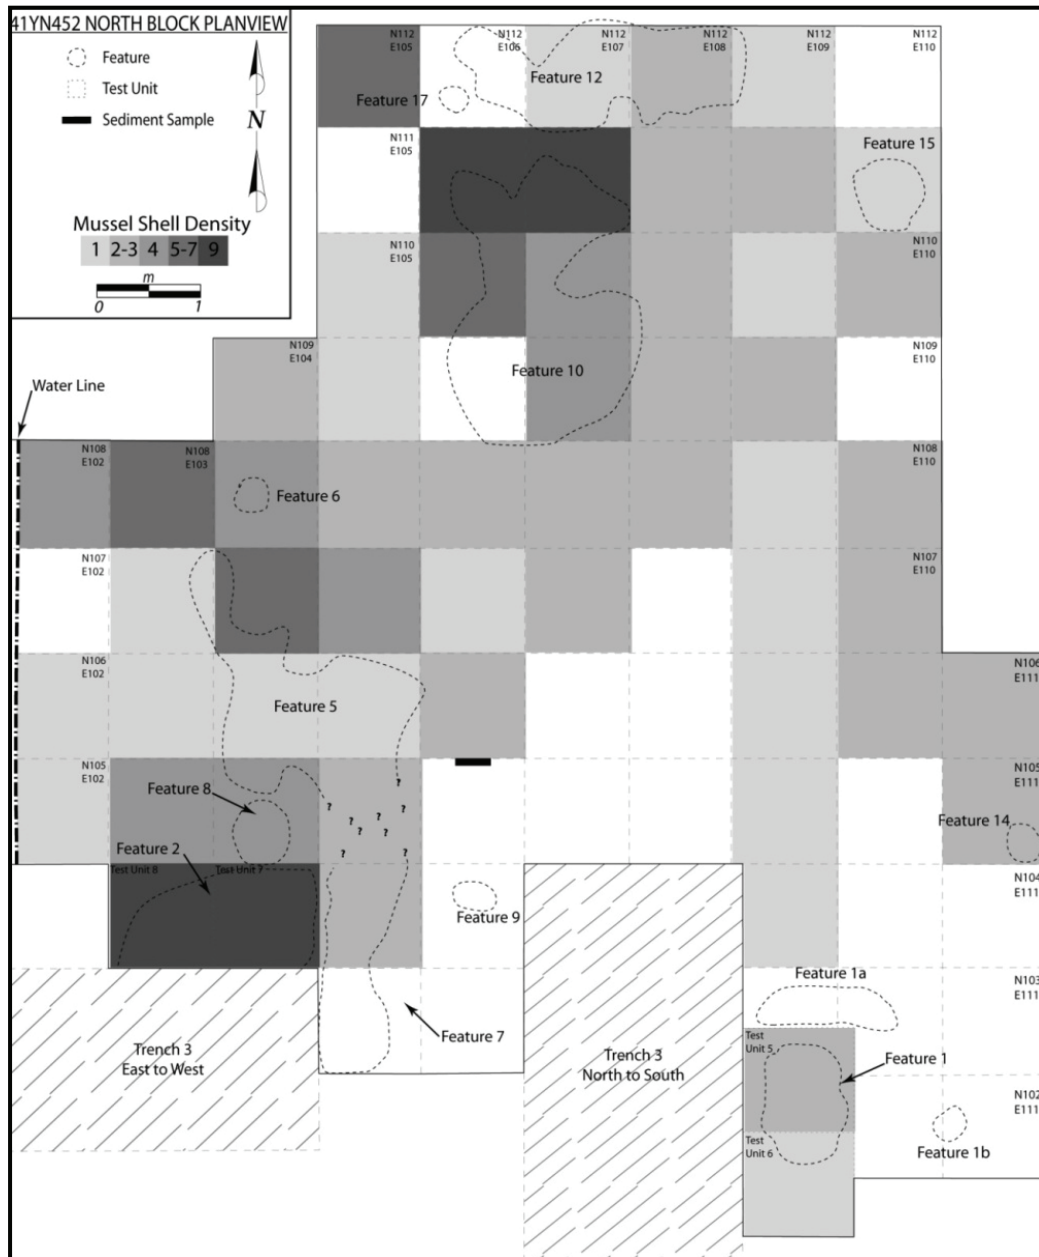 41YN452 NORTH BLOCK PLANVIEW
Feature
Test Unit
Sediment Sample
N
Mussel Shell Density
1 2-3 4 5-7 9
m
0 1
N112
E105
N112
E106
N112
E107
N112
E108
N112
E109
N112
E110
Feature 12
Feature 17
N111
E105
Feature 15
N110
E105
N110
E110
N109
E104
N109
E110
Feature 10
Water Line
N108
E102
N108
E103
N108
E110
Feature 6
N107
E102
N107
E110
N106
E102
N106
E111
Feature 5
N105
E102
N105
E111
Feature 8
? ? ? ? ? ? ? ? ?
Feature 14
Feature 2
Test Unit 8
Test Unit 7
N104
E111
Feature 9
Feature 1a
N103
E111
Feature 7
Trench 3
East to West
Trench 3
North to South
Test
Unit 5
Feature 1
N102
E111
Test
Unit 6
Feature 1b